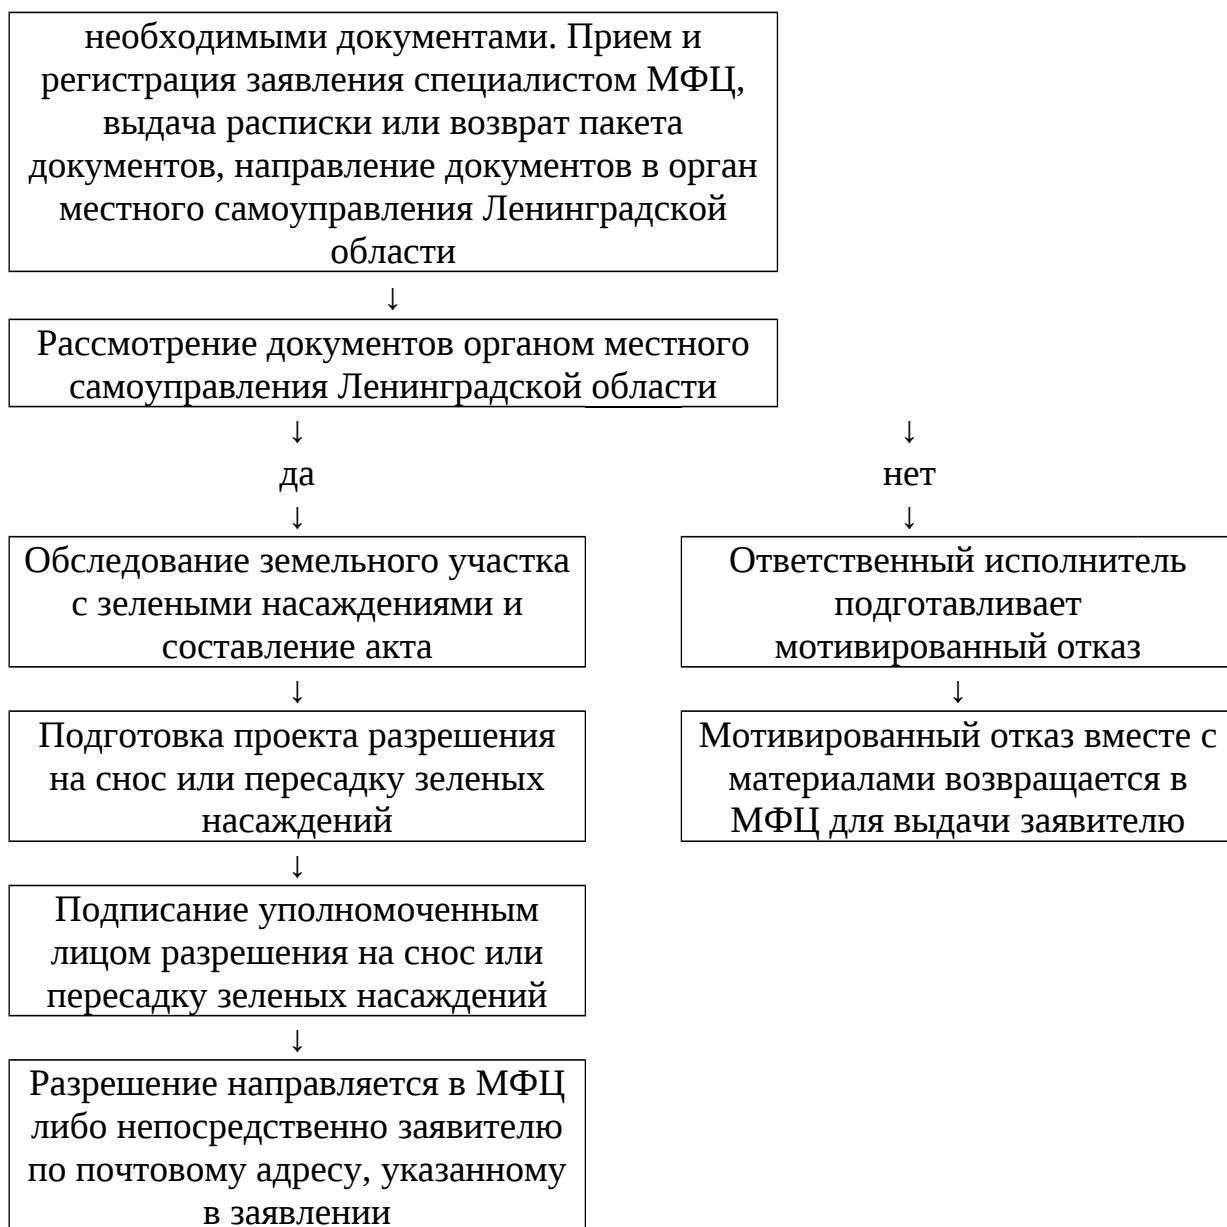 необходимыми документами. Прием и
регистрация заявления специалистом МФЦ,
выдача расписки или возврат пакета
документов, направление документов в орган
местного самоуправления Ленинградской
области
↓
Рассмотрение документов органом местного
самоуправления Ленинградской области
↓ ↓
да нет
↓ ↓
Обследование земельного участка
с зелеными насаждениями и
составление акта
↓
Подготовка проекта разрешения
на снос или пересадку зеленых
насаждений
↓
Подписание уполномоченным
лицом разрешения на снос или
пересадку зеленых насаждений
↓
Разрешение направляется в МФЦ
либо непосредственно заявителю
по почтовому адресу, указанному
в заявлении
Ответственный исполнитель
подготавливает
мотивированный отказ
↓
Мотивированный отказ вместе с
материалами возвращается в
МФЦ для выдачи заявителю